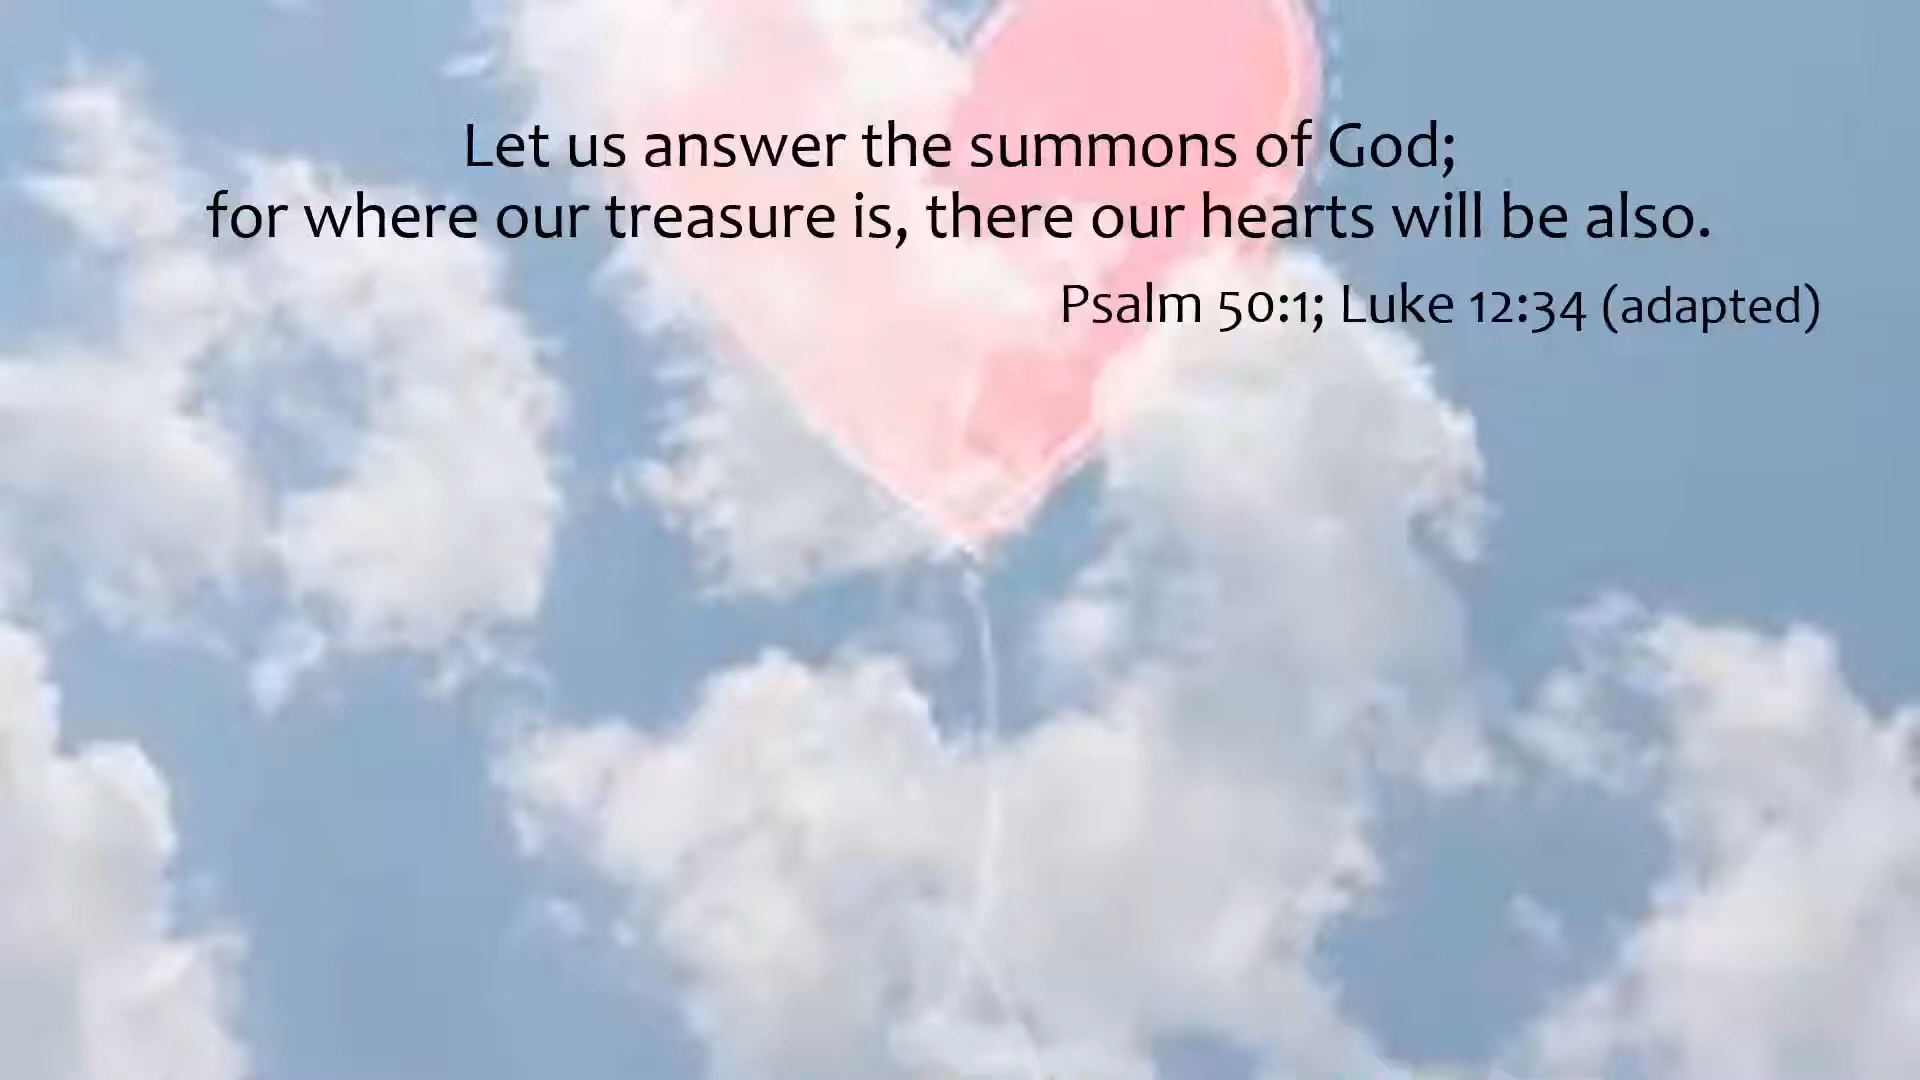 Let us answer the summons of God;
for where our treasure is, there our hearts will be also.
Psalm 50:1; Luke 12:34 (adapted)